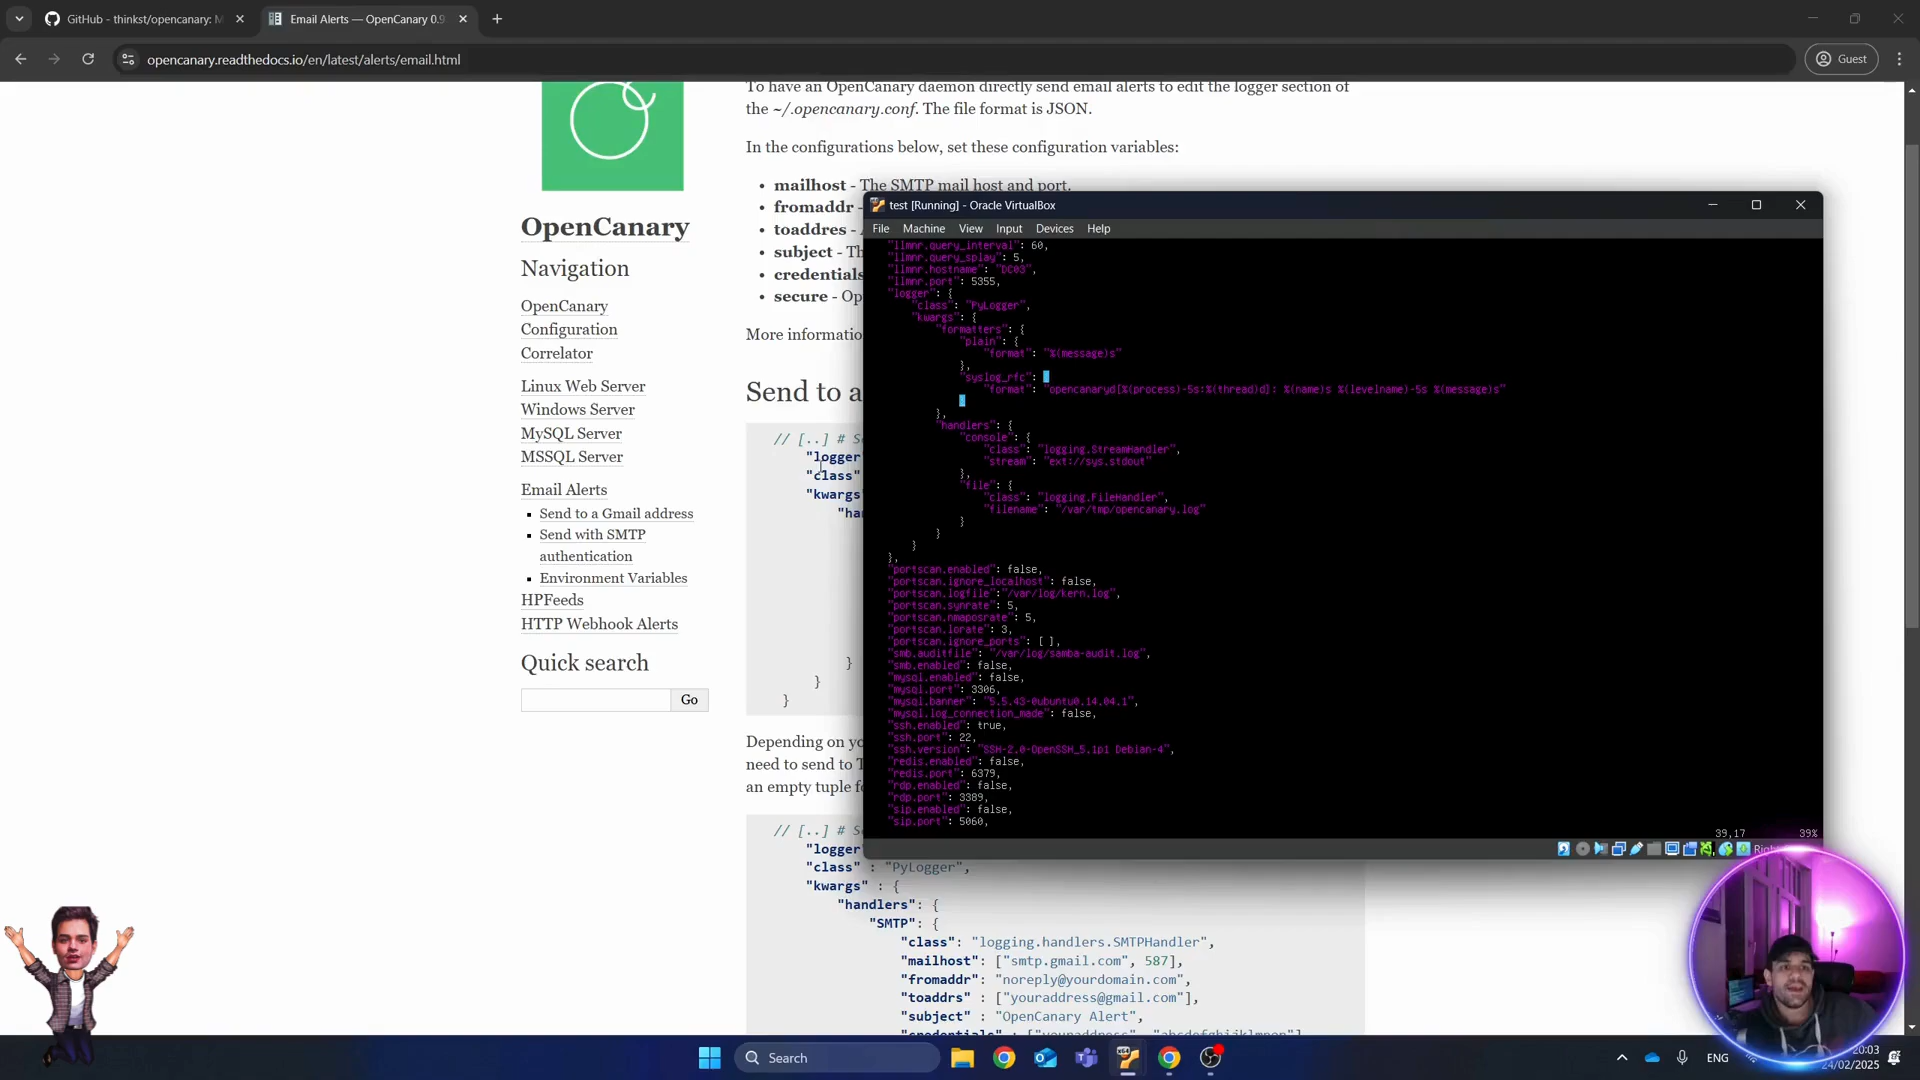 GitHub - thinkst/opencanary: M
Email Alerts — OpenCanary 0.9
opencanary.readthedocs.io/en/latest/alerts/email.html
Guest
To have an OpenCanary daemon directly send email alerts to edit the logger section of
the ~/.opencanary.conf. The file format is JSON.
In the configurations below, set these configuration variables:
• mailhost - The SMTP mail host and port.
• fromaddr -
• toaddres -
• subject - Th
• credentials
• secure - Op
More informatio
Send to a
// [..] # S
"logger
"class"
"kwargs
"han
}
}
}
Depending on yo
need to send to T
an empty tuple fo
// [..] # S
"logger
"class" : "PyLogger",
"kwargs" : {
"handlers": {
"SMTP": {
"class": "logging.handlers.SMTPHandler",
"mailhost": ["smtp.gmail.com", 587],
"fromaddr": "noreply@yourdomain.com",
"toaddrs" : ["youraddress@gmail.com"],
"subject" : "OpenCanary Alert",
"credentials" : ["youraddress", "abcdefghijklmnop"]
OpenCanary
Navigation
OpenCanary
Configuration
Correlator
Linux Web Server
Windows Server
MySQL Server
MSSQL Server
Email Alerts
Send to a Gmail address
Send with SMTP
authentication
Environment Variables
HPFeeds
HTTP Webhook Alerts
Quick search
Go
test [Running] - Oracle VirtualBox
File Machine View Input Devices Help
"llmnr.query_interval": 60,
"llmnr.query_splay": 5,
"llmnr.hostname": "DC03",
"llmnr.port": 5355,
"logger": {
"class": "PyLogger",
"kwargs": {
"formatters": {
"plain": {
"format": "%(message)s"
},
"syslog_rfc": {
"format": "opencanaryd[%(process)-5s:%(thread)d]: %(name)s %(levelname)-5s %(message)s"
}
},
"handlers": {
"console": {
"class": "logging.StreamHandler",
"stream": "ext://sys.stdout"
},
"file": {
"class": "logging.FileHandler",
"filename": "/var/tmp/opencanary.log"
}
}
}
},
"portscan.enabled": false,
"portscan.ignore_localhost": false,
"portscan.logfile":"/var/log/kern.log",
"portscan.synrate": 5,
"portscan.nmaposrate": 5,
"portscan.lorate": 3,
"portscan.ignore_ports": [ ],
"smb.auditfile": "/var/log/samba-audit.log",
"smb.enabled": false,
"mysql.enabled": false,
"mysql.port": 3306,
"mysql.banner": "5.5.43-0ubuntu0.14.04.1",
"mysql.log_connection_made": false,
"ssh.enabled": true,
"ssh.port": 22,
"ssh.version": "SSH-2.0-OpenSSH_5.1p1 Debian-4",
"redis.enabled": false,
"redis.port": 6379,
"rdp.enabled": false,
"rdp.port": 3389,
"sip.enabled": false,
"sip.port": 5060,
39,17 39%
Search
ENG
20:03
24/02/2025